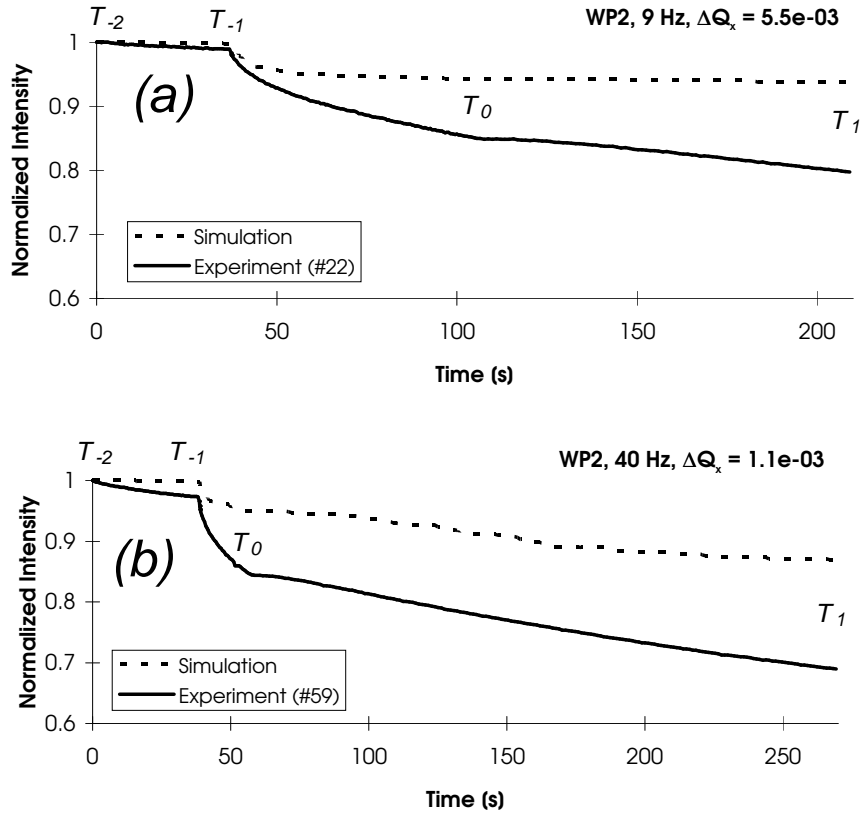 WP2, 9 Hz, ΔQx = 5.5e-03
T-2
T-1
1
0.9
0.8
0.7
0.6
Normalized Intensity
(a)
T0
T1
Simulation
Experiment (#22)
0
50
100
150
200
Time (s)
WP2, 40 Hz, ΔQx = 1.1e-03
T-2
T-1
1
0.9
0.8
0.7
0.6
Normalized Intensity
(b)
T0
T1
Simulation
Experiment (#59)
0
50
100
150
200
250
Time (s)